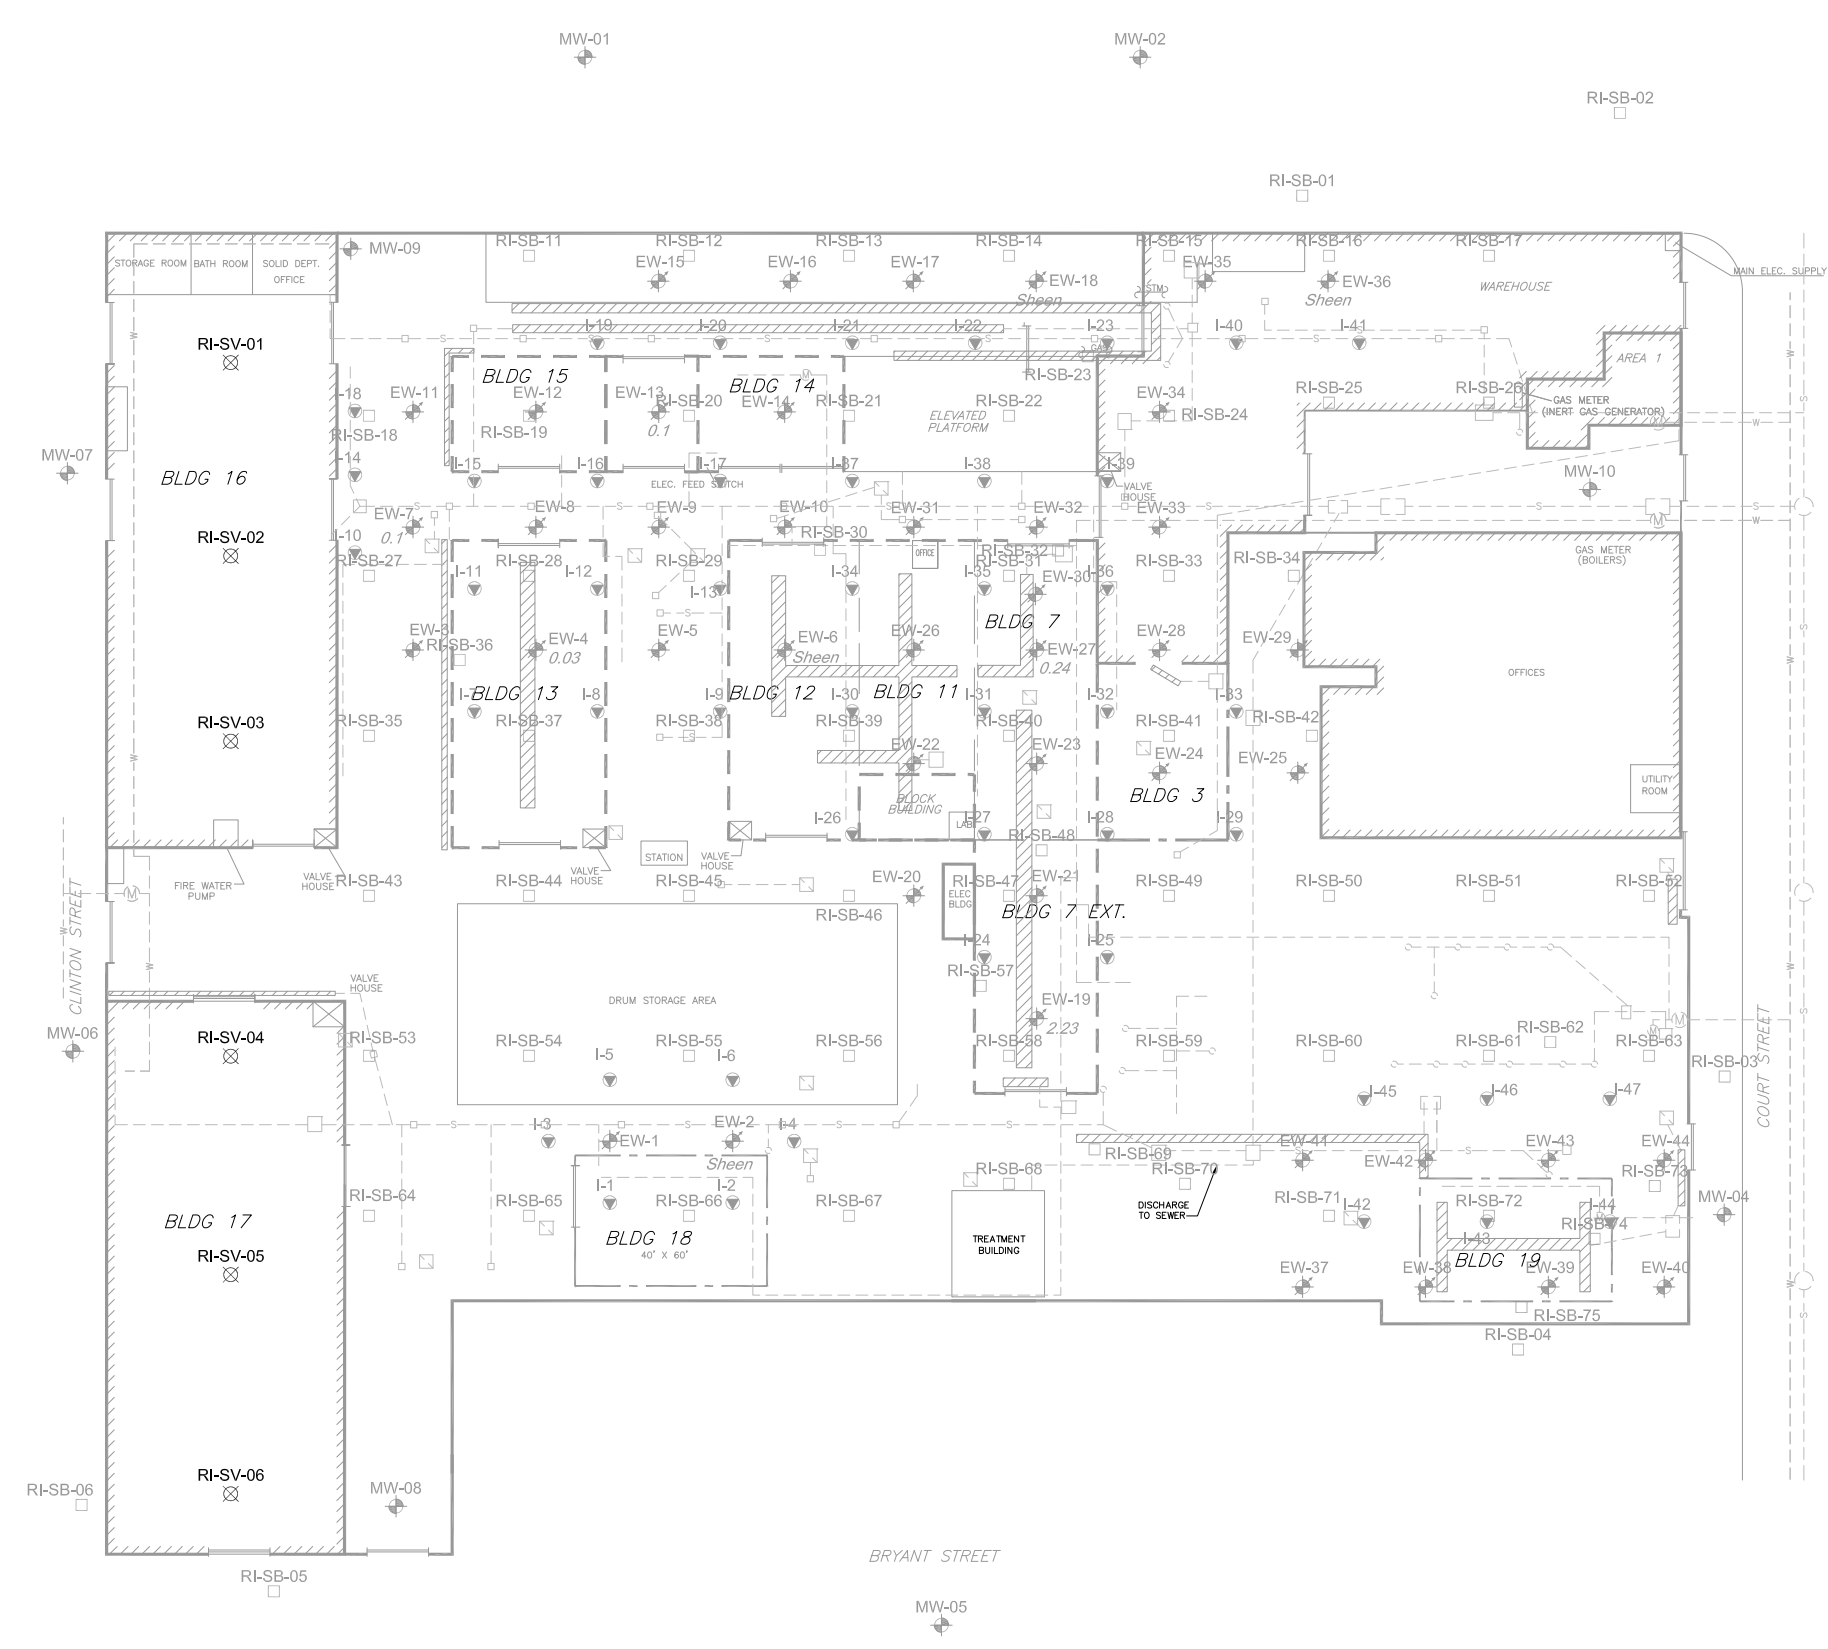 MW-01
MW-02
RI-SB-02
RI-SB-01
RI-SB-11
RI-SB-12
RI-SB-13
RI-SB-14
RI-SB-15
RI-SB-16
RI-SB-17
MW-09
STORAGE ROOM
BATH ROOM
SOLID DEPT.
OFFICE
EW-15
EW-16
EW-17
EW-18
EW-35
EW-36
MAIN ELEC. SUPPLY
STM
Sheen
Sheen
WAREHOUSE
I-19
I-20
I-21
I-22
I-23
I-40
I-41
RI-SV-01
GAS
AREA 1
BLDG 15
BLDG 14
RI-SB-23
I-18
EW-11
EW-12
EW-13
EW-14
RI-SB-20
RI-SB-21
RI-SB-22
EW-34
RI-SB-24
RI-SB-25
RI-SB-26
GAS METER
(INERT GAS GENERATOR)
ELEVATED
PLATFORM
RI-SB-18
RI-SB-19
0.1
MW-07
I-14
I-15
I-16
I-17
I-37
I-38
I-39
MW-10
BLDG 16
ELEC. FEED SWITCH
VALVE
HOUSE
EW-7
EW-8
EW-9
EW-10
EW-31
EW-32
EW-33
0.1
RI-SV-02
I-10
RI-SB-30
OFFICE
RI-SB-32
GAS METER
(BOILERS)
RI-SB-27
RI-SB-28
RI-SB-29
RI-SB-31
RI-SB-33
RI-SB-34
I-11
I-12
I-13
I-34
I-35
EW-30
I-36
BLDG 7
EW-3
RI-SB-36
EW-4
EW-5
EW-6
EW-26
EW-27
EW-28
EW-29
0.03
Sheen
0.24
OFFICES
I-7
BLDG 13
I-8
I-9
BLDG 12
I-30
BLDG 11
I-31
I-32
I-33
RI-SV-03
RI-SB-35
RI-SB-37
RI-SB-38
RI-SB-39
RI-SB-40
RI-SB-41
RI-SB-42
EW-22
EW-23
EW-24
EW-25
UTILITY
ROOM
BLOCK
BUILDING
BLDG 3
I-26
LAB
I-27
I-28
I-29
RI-SB-48
STATION
VALVE
HOUSE
VALVE
HOUSE
VALVE
HOUSE
FIRE WATER
PUMP
RI-SB-43
RI-SB-44
RI-SB-45
RI-SB-46
EW-20
ELEC
BLDG
RI-SB-47
EW-21
RI-SB-49
RI-SB-50
RI-SB-51
RI-SB-52
BLDG 7 EXT.
I-24
I-25
RI-SB-57
CLINTON STREET
VALVE
HOUSE
DRUM STORAGE AREA
EW-19
2.23
MW-06
RI-SV-04
RI-SB-53
RI-SB-54
RI-SB-55
RI-SB-56
RI-SB-58
RI-SB-59
RI-SB-60
RI-SB-61
RI-SB-62
RI-SB-63
RI-SB-03
COURT STREET
I-5
I-6
I-45
I-46
I-47
I-3
EW-1
EW-2
I-4
RI-SB-69
EW-41
EW-42
EW-43
EW-44
Sheen
RI-SB-68
RI-SB-70
RI-SB-73
I-1
I-2
RI-SB-64
RI-SB-65
RI-SB-66
RI-SB-67
RI-SB-71
I-42
RI-SB-72
I-44
MW-04
DISCHARGE
TO SEWER
BLDG 17
BLDG 18
40' X 60'
TREATMENT
BUILDING
I-43
RI-SB-74
BLDG 19
RI-SV-05
EW-37
EW-38
EW-39
EW-40
RI-SB-75
RI-SB-04
RI-SV-06
RI-SB-06
MW-08
BRYANT STREET
RI-SB-05
MW-05